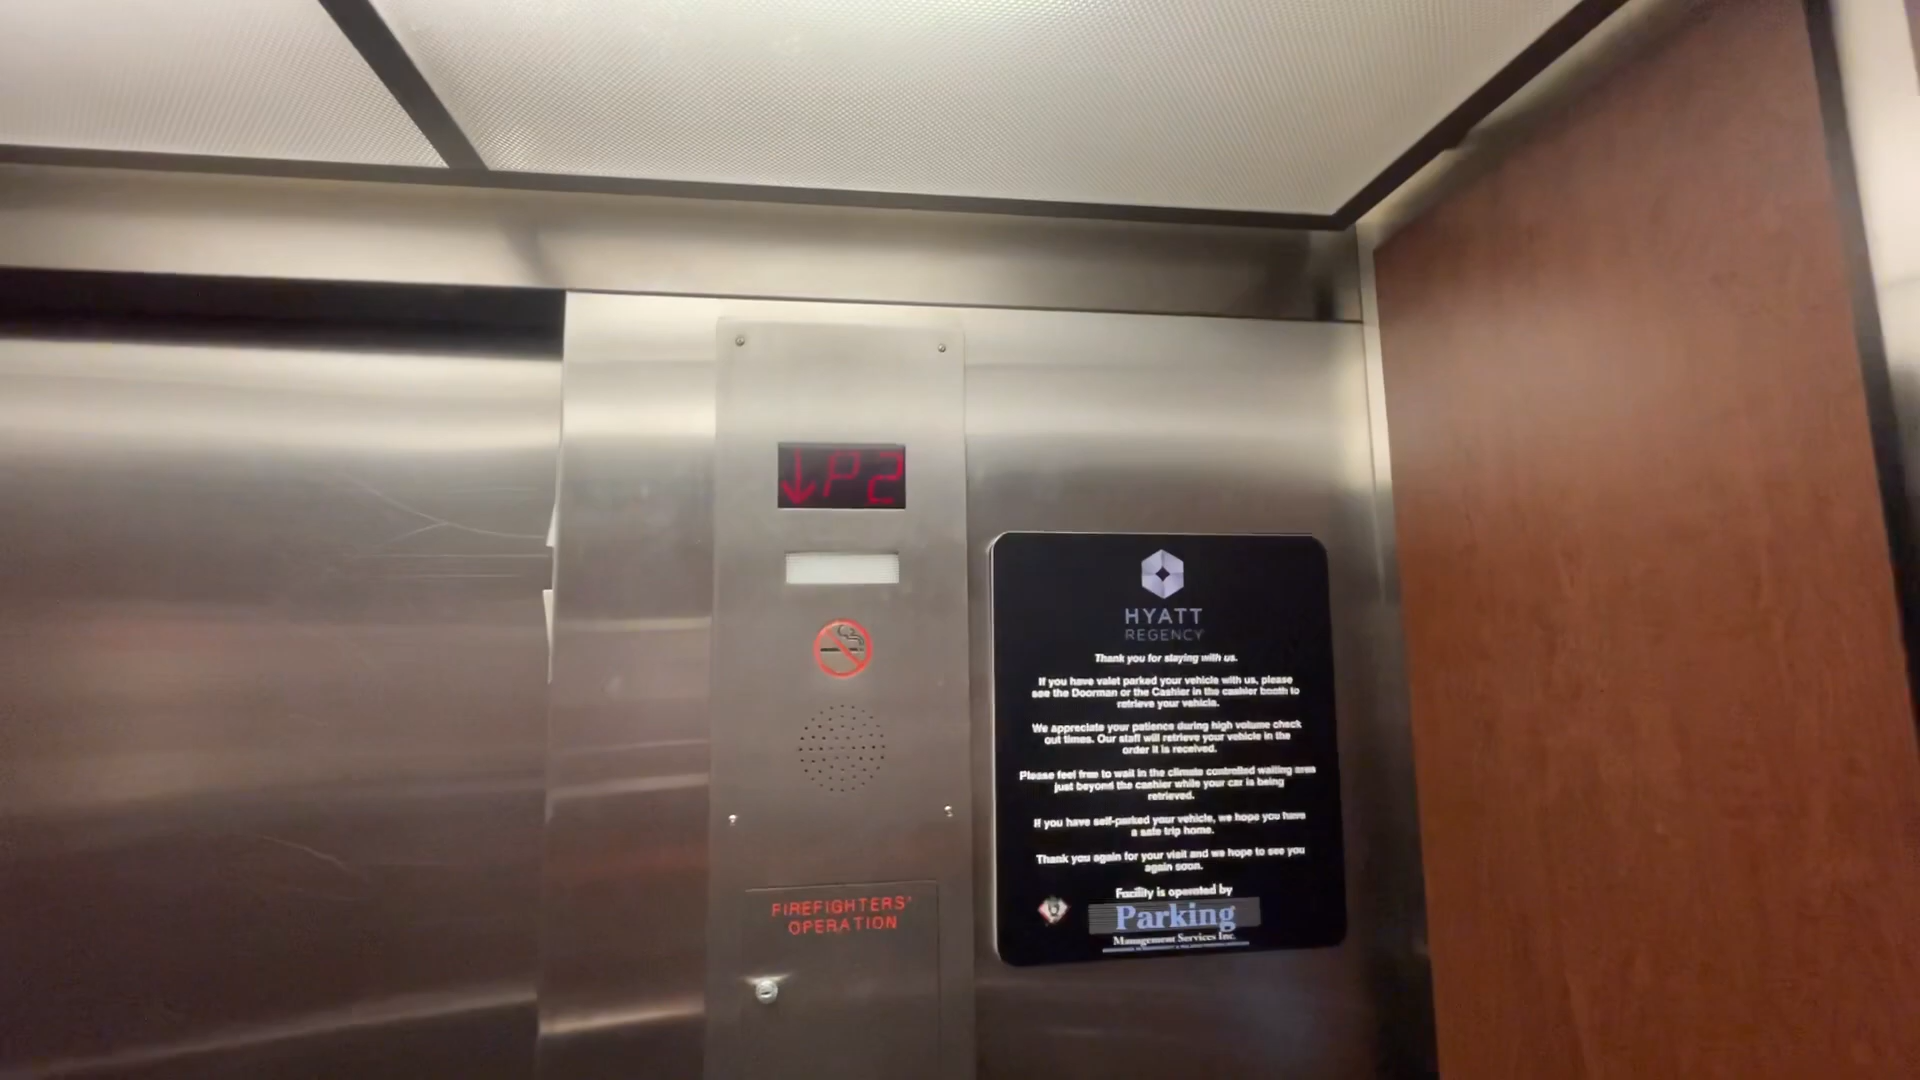 ↓P2
HYATT
REGENCY
Thank you for staying with us.
If you have valet parked your vehicle with us, please
see the Doorman or the Cashier in the cashier booth to
retrieve your vehicle.
We appreciate your patience during high volume check
out times. Our staff will retrieve your vehicle in the
order it is received.
Please feel free to wait in the climate controlled waiting area
just beyond the cashier while your car is being
retrieved.
If you have self-parked your vehicle, we hope you have
a safe trip home.
Thank you again for your visit and we hope to see you
again soon.
Facility is operated by
Parking
Management Services Inc.
FIREFIGHTERS'
OPERATION